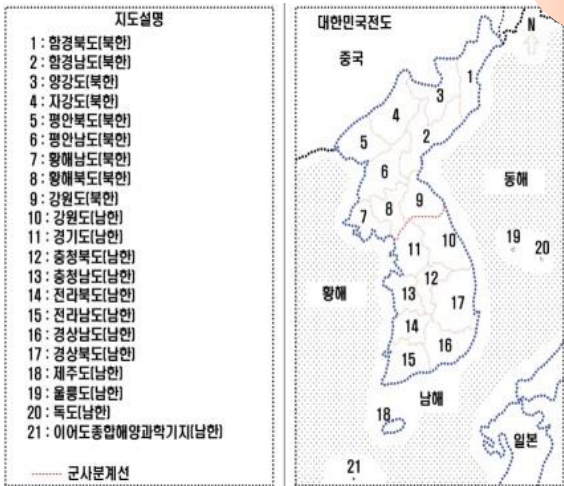 지도설명
1 : 함경북도(북한)
2 : 함경남도(북한)
3 : 양강도(북한)
4 : 자강도(북한)
5 : 평안북도(북한)
6 : 평안남도(북한)
7 : 황해남도(북한)
8 : 황해북도(북한)
9 : 강원도(북한)
10 : 강원도(남한)
11 : 경기도(남한)
12 : 충청북도(남한)
13 : 충청남도(남한)
14 : 전라북도(남한)
15 : 전라남도(남한)
16 : 경상남도(남한)
17 : 경상북도(남한)
18 : 제주도(남한)
19 : 울릉도(남한)
20 : 독도(남한)
21 : 이어도종합해양과학기지(남한)
군사분계선
대한민국전도
N
중국
1
3
4
2
5
6
동해
9
8
7
10
19
20
11
12
황해
13
17
14
16
15
남해
18
일본
21